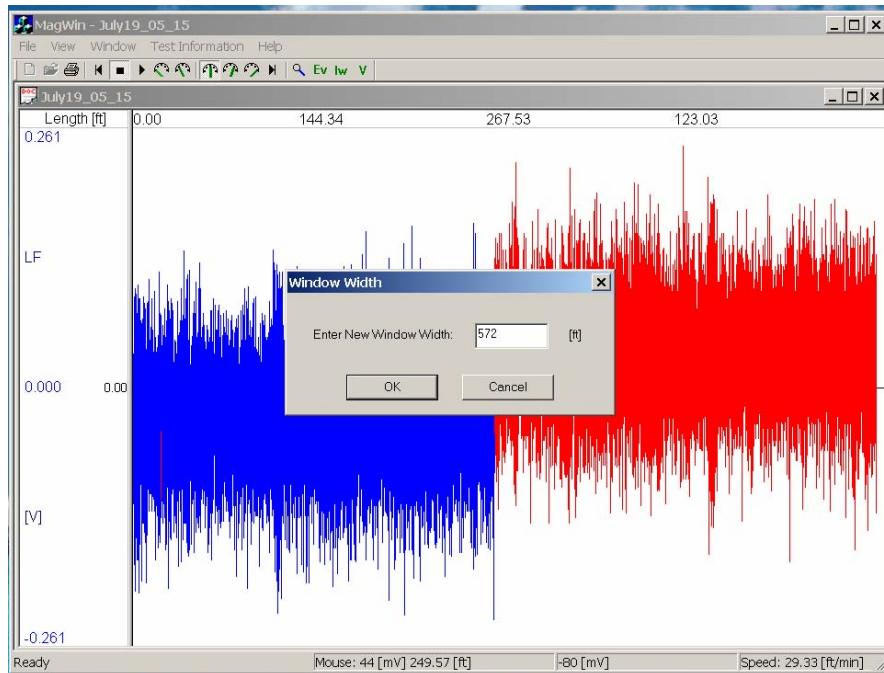 MagWin - July19_05_15
File View Window Test Information Help
Ev Iw V
July19_05_15
Length [ft] 0.00 144.34 267.53 123.03
0.261
LF
Window Width
Enter New Window Width: 572 [ft]
OK Cancel
0.000 0.00
[V]
-0.261
Ready Mouse: 44 [mV] 249.57 [ft] -80 [mV] Speed: 29.33 [ft/min]